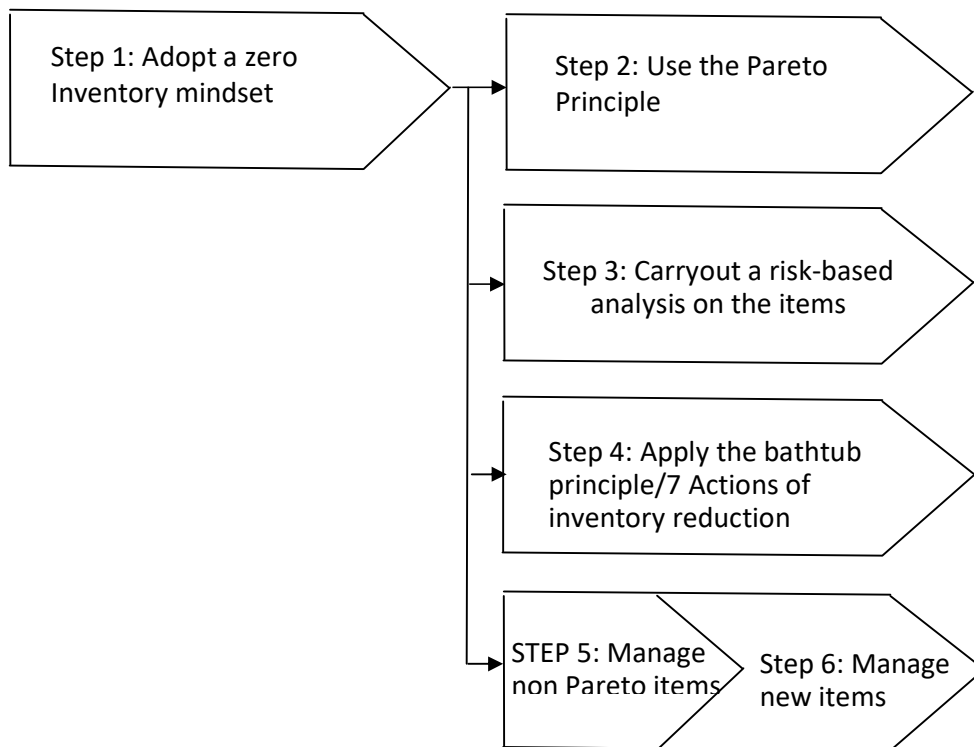 Step 1: Adopt a zero
Inventory mindset
Step 2: Use the Pareto
Principle
Step 3: Carryout a risk-based
analysis on the items
Step 4: Apply the bathtub
principle/7 Actions of
inventory reduction
STEP 5: Manage
non Pareto items
Step 6: Manage
new items